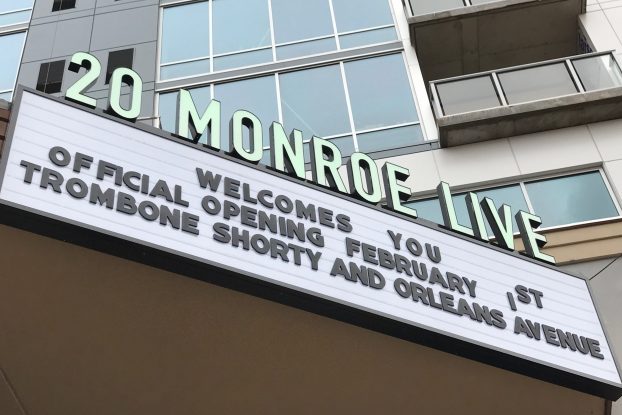 20 MONROE LIVE
WELCOMES YOU
OFFICIAL OPENING FEBRUARY 1ST
TROMBONE SHORTY AND ORLEANS AVENUE